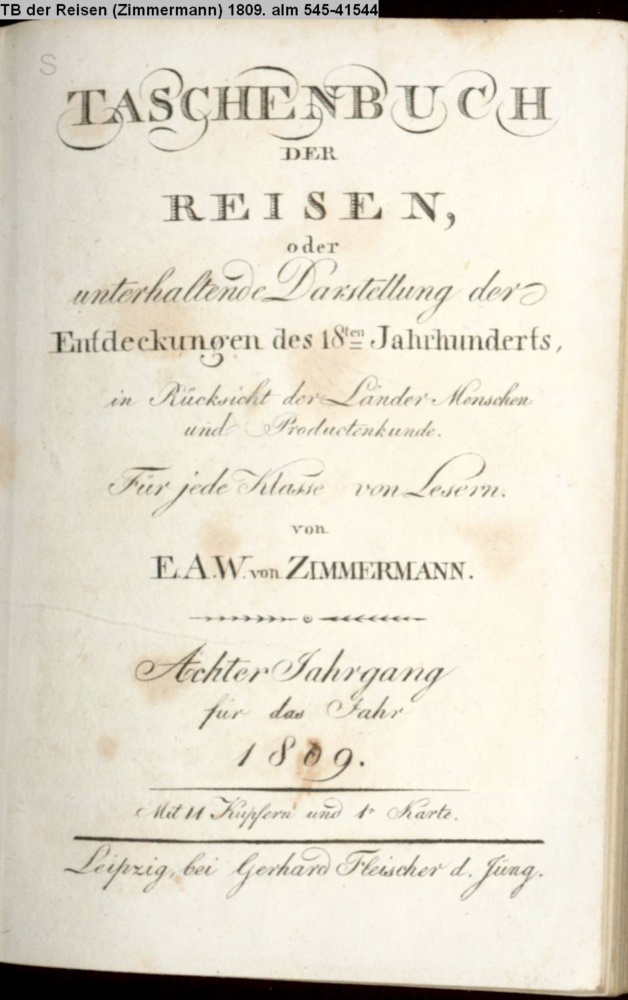 TB der Reisen (Zimmermann) 1809. alm 545-41544
S
TASCHENBUCH
DER
REISEN,
oder
unterhaltende Darstellung der
Entdeckungen des 18ten Jahrhunderts,
in Rücksicht der Länder Menschen
und Productenkunde.
Für jede Klasse von Lesern.
von
E.A.W. von ZIMMERMANN.
Achter Jahrgang
für das Jahr
1809.
Mit 11 Kupfern und 1r Karte.
Leipzig, bei Gerhard Fleischer d. Jüng.